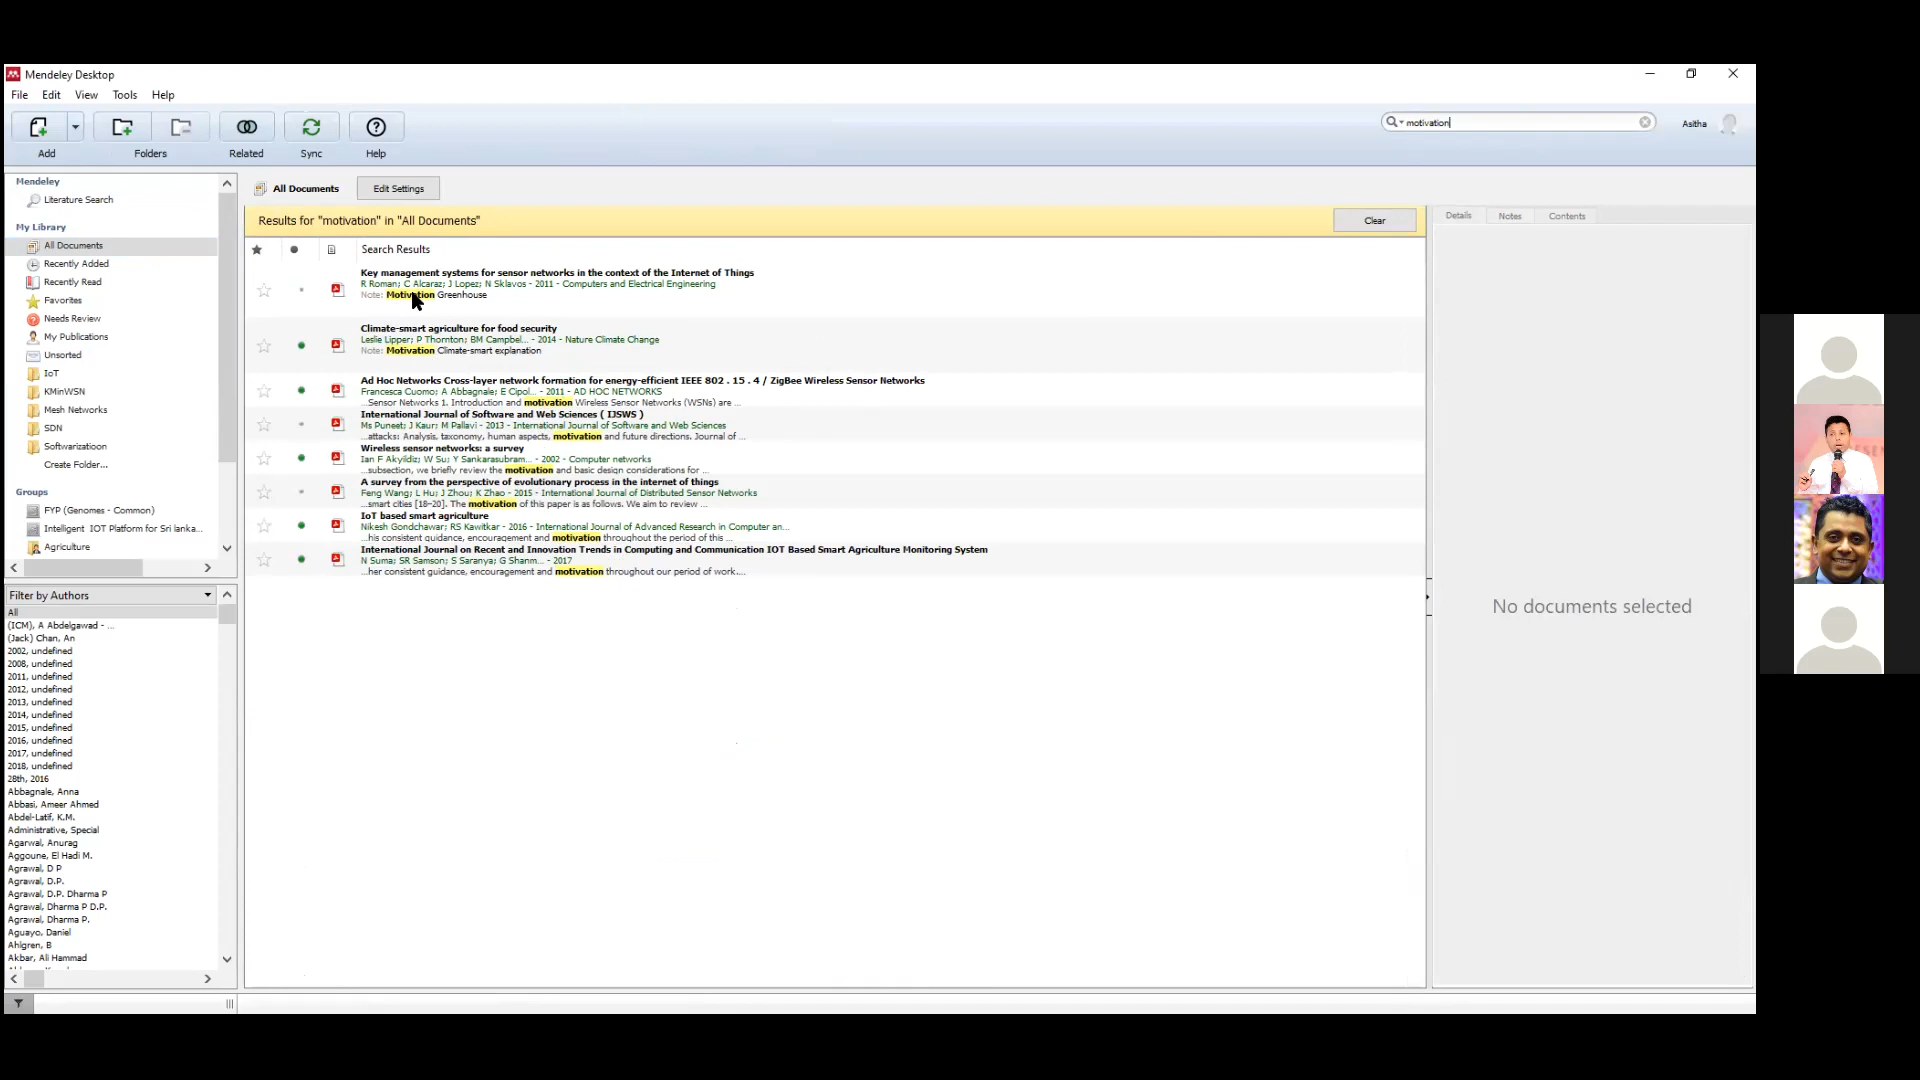 Mendeley Desktop
File Edit View Tools Help
motivation
Asitha
Add Folders Related Sync Help
Mendeley
Literature Search
My Library
All Documents
Recently Added
Recently Read
Favorites
Needs Review
My Publications
Unsorted
IoT
KMinWSN
Mesh Networks
SDN
Softwarizatioon
Create Folder...
Groups
FYP (Genomes - Common)
Intelligent IOT Platform for Sri lanka...
Agriculture
Filter by Authors
All
(ICM), A Abdelgawad - ...
(Jack) Chan, An
2002, undefined
2008, undefined
2011, undefined
2012, undefined
2013, undefined
2014, undefined
2015, undefined
2016, undefined
2017, undefined
2018, undefined
28th, 2016
Abbagnale, Anna
Abbasi, Ameer Ahmed
Abdel-Latif, K.M.
Administrative, Special
Agarwal, Anurag
Aggoune, El Hadi M.
Agrawal, D P
Agrawal, D.P.
Agrawal, D.P. Dharma P
Agrawal, Dharma P D.P.
Agrawal, Dharma P.
Aguayo, Daniel
Ahlgren, B
Akbar, Ali Hammad
All Documents Edit Settings
Results for "motivation" in "All Documents" Clear
Search Results
Key management systems for sensor networks in the context of the Internet of Things
R Roman; C Alcaraz; J Lopez; N Sklavos - 2011 - Computers and Electrical Engineering
Note: Motivation Greenhouse
Climate-smart agriculture for food security
Leslie Lipper; P Thornton; BM Campbel... - 2014 - Nature Climate Change
Note: Motivation Climate-smart explanation
Ad Hoc Networks Cross-layer network formation for energy-efficient IEEE 802 . 15 . 4 / ZigBee Wireless Sensor Networks
Francesca Cuomo; A Abbagnale; E Cipol... - 2011 - AD HOC NETWORKS
...Sensor Networks 1. Introduction and motivation Wireless Sensor Networks (WSNs) are ...
International Journal of Software and Web Sciences ( IJSWS )
Ms Puneet; J Kaur; M Pallavi - 2013 - International Journal of Software and Web Sciences
...attacks: Analysis, taxonomy, human aspects, motivation and future directions. Journal of ...
Wireless sensor networks: a survey
Ian F Akyildiz; W Su; Y Sankarasubram... - 2002 - Computer networks
...subsection, we briefly review the motivation and basic design considerations for ...
A survey from the perspective of evolutionary process in the internet of things
Feng Wang; L Hu; J Zhou; K Zhao - 2015 - International Journal of Distributed Sensor Networks
...smart cities [18–20]. The motivation of this paper is as follows. We aim to review ...
IoT based smart agriculture
Nikesh Gondchawar; RS Kawitkar - 2016 - International Journal of Advanced Research in Computer an...
...his consistent guidance, encouragement and motivation throughout the period of this ...
International Journal on Recent and Innovation Trends in Computing and Communication IOT Based Smart Agriculture Monitoring System
N Suma; SR Samson; S Saranya; G Shanm... - 2017
...her consistent guidance, encouragement and motivation throughout our period of work....
Details Notes Contents
No documents selected